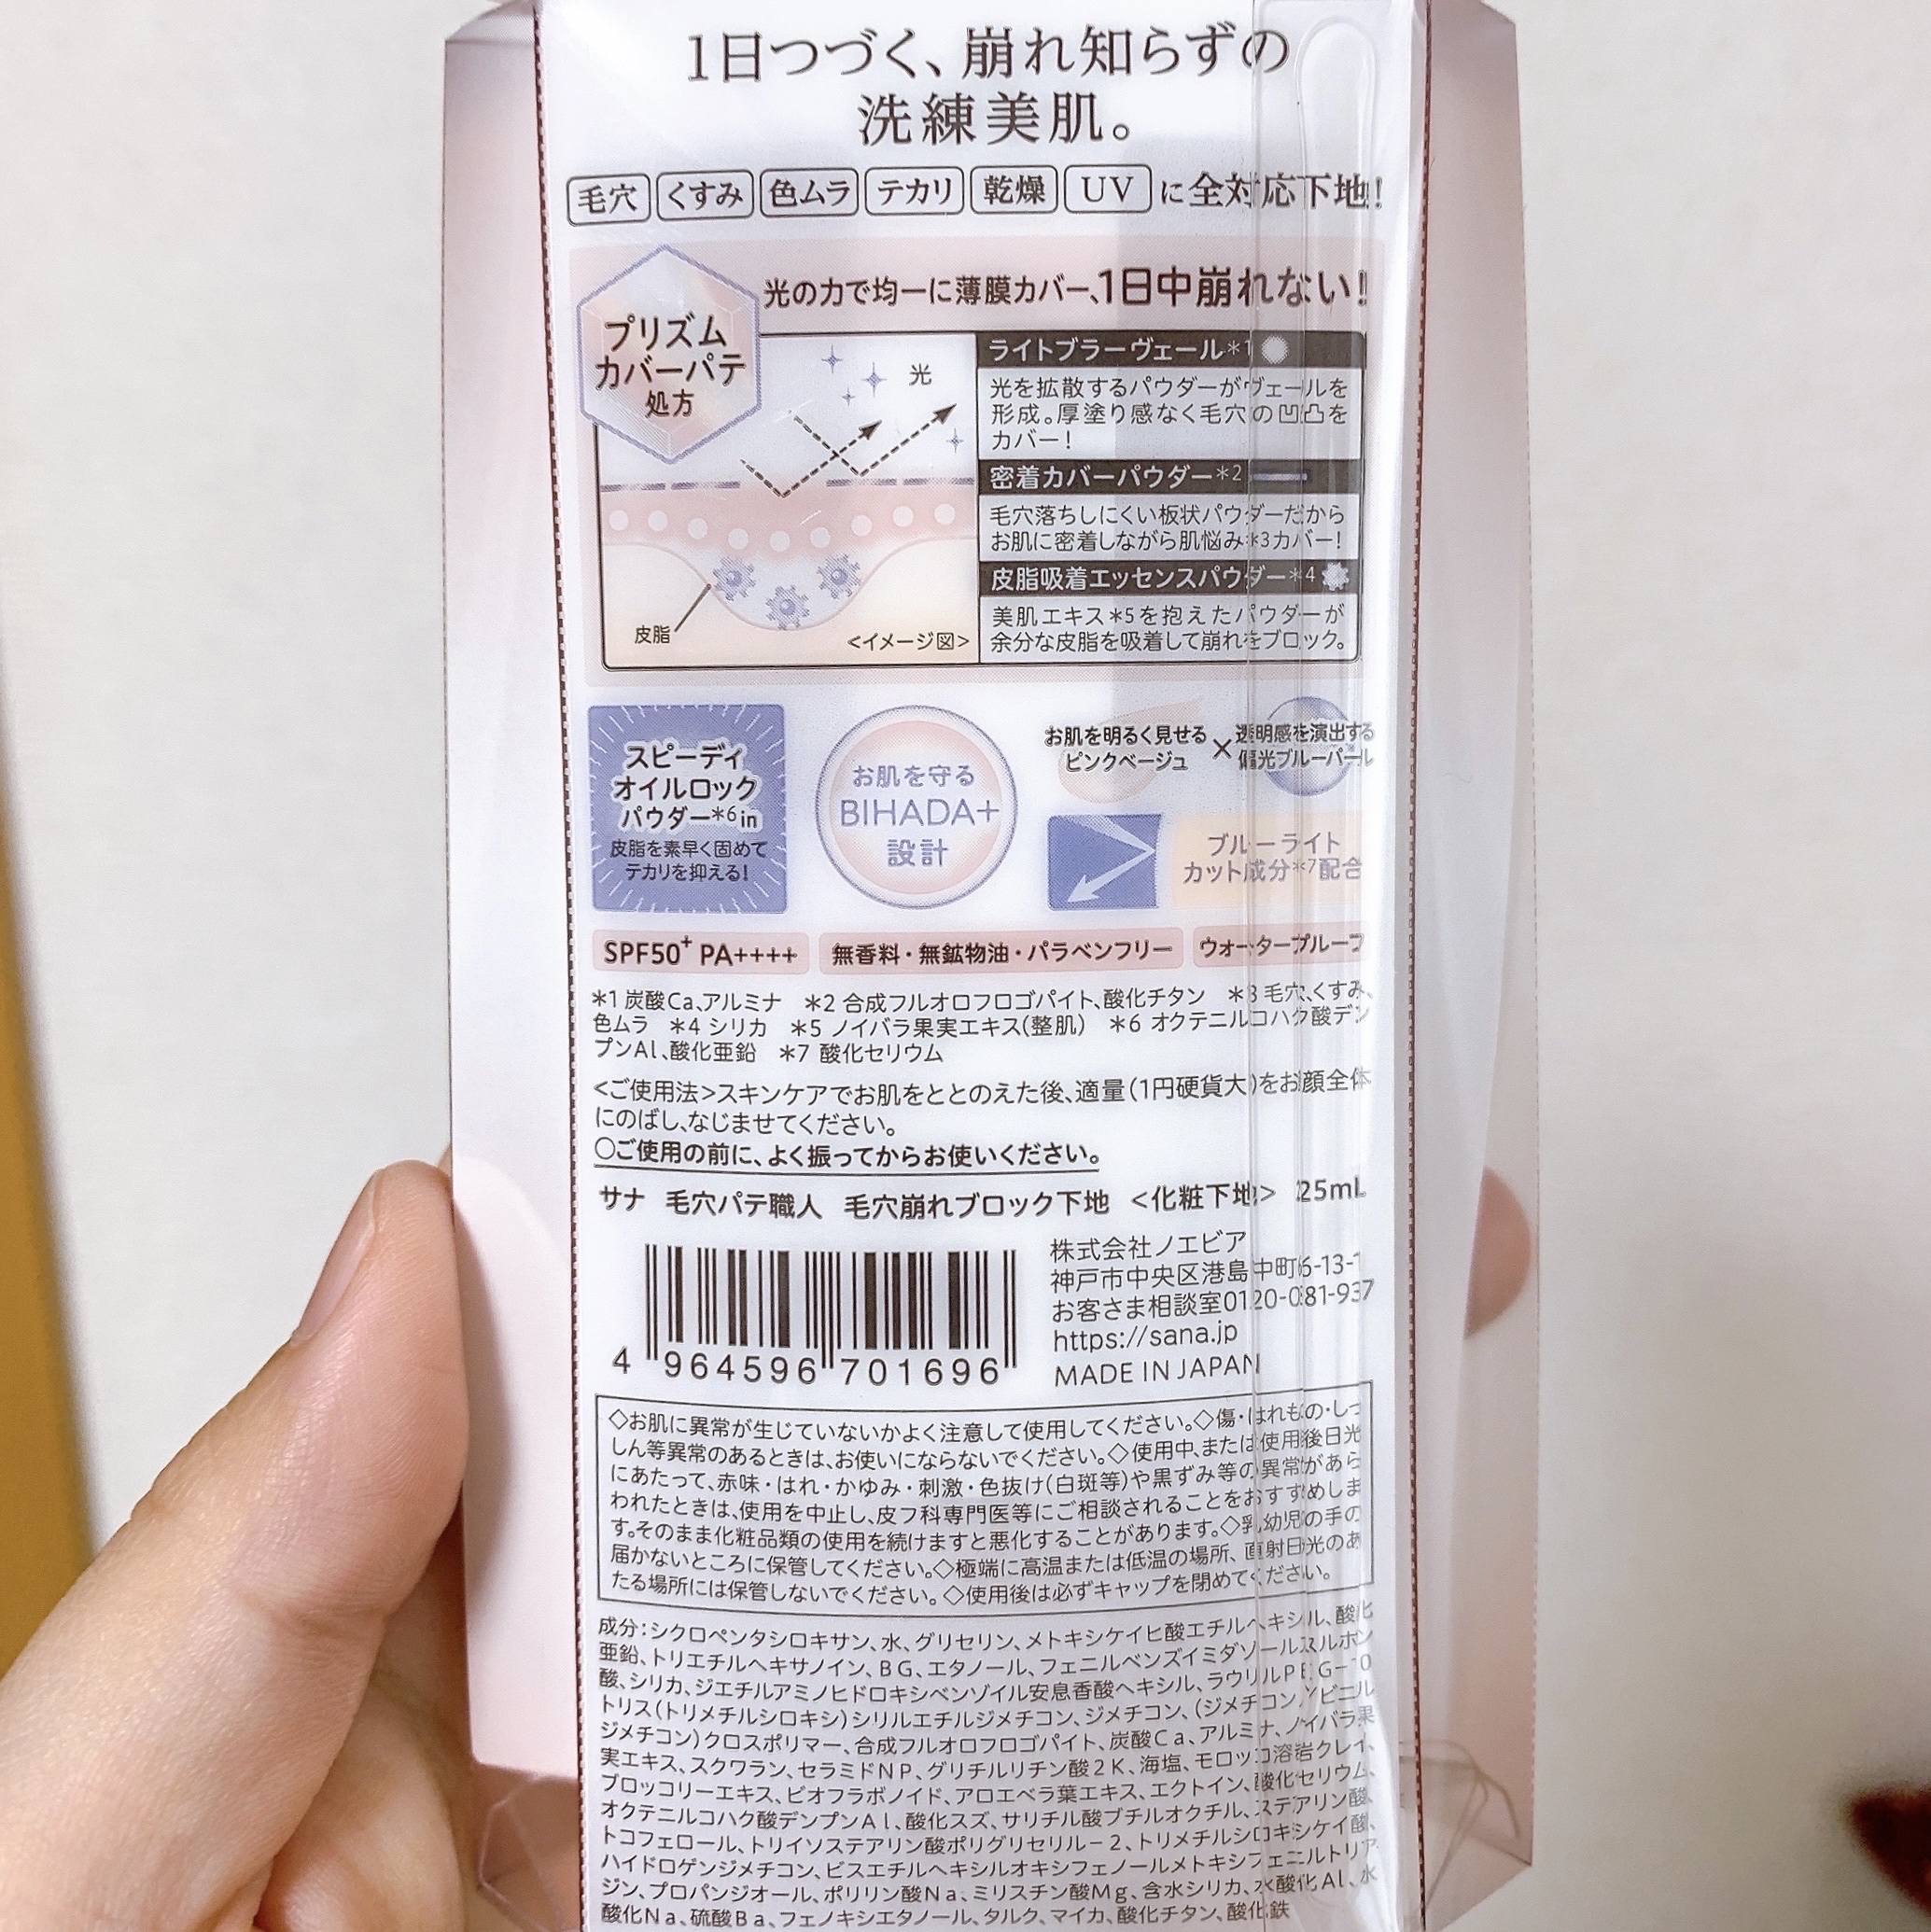 1日つづく、崩れ知らずの
洗練美肌。
毛穴 くすみ 色ムラ テカリ 乾燥 UV に全対応下地!
プリズム
カバーパテ
処方
光の力で均一に薄膜カバー、1日中崩れない!
光
皮脂
<イメージ図>
ライトブラーヴェール*1
光を拡散するパウダーがヴェールを
形成。厚塗り感なく毛穴の凹凸を
カバー!
密着カバーパウダー*2
毛穴落ちしにくい板状パウダーだから
お肌に密着しながら肌悩み*3カバー!
皮脂吸着エッセンスパウダー*4
美肌エキス*5を抱えたパウダーが
余分な皮脂を吸着して崩れをブロック。
スピーディ
オイルロック
パウダー*6in
皮脂を素早く固めて
テカリを抑える!
お肌を守る
BIHADA+
設計
お肌を明るく見せる
ピンクベージュ
×
透明感を演出する
偏光ブルーパール
ブルーライト
カット成分*7配合
SPF50+ PA++++
無香料・無鉱物油・パラベンフリー
ウォータープルーフ
*1 炭酸Ca、アルミナ *2 合成フルオロフロゴパイト、酸化チタン *3 毛穴、くすみ、
色ムラ *4 シリカ *5 ノイバラ果実エキス(整肌) *6 オクテニルコハク酸デン
プンAl、酸化亜鉛 *7 酸化セリウム
<ご使用法>スキンケアでお肌をととのえた後、適量(1円硬貨大)をお顔全体
にのばし、なじませてください。
○ご使用の前に、よく振ってからお使いください。
サナ 毛穴パテ職人 毛穴崩れブロック下地 <化粧下地> 25mL
4 964596 701696
株式会社ノエビア
神戸市中央区港島中町6-13-1
お客さま相談室0120-081-937
https://sana.jp
MADE IN JAPAN
◇お肌に異常が生じていないかよく注意して使用してください。◇傷・はれもの・しっ
しん等異常のあるときは、お使いにならないでください。◇使用中、または使用後日光
にあたって、赤味・はれ・かゆみ・刺激・色抜け(白斑等)や黒ずみ等の異常があら
われたときは、使用を中止し、皮フ科専門医等にご相談されることをおすすめしま
す。そのまま化粧品類の使用を続けますと悪化することがあります。◇乳幼児の手の
届かないところに保管してください。◇極端に高温または低温の場所、直射日光のあ
たる場所には保管しないでください。◇使用後は必ずキャップを閉めてください。
成分:シクロペンタシロキサン、水、グリセリン、メトキシケイヒ酸エチルヘキシル、酸化
亜鉛、トリエチルヘキサノイン、BG、エタノール、フェニルベンズイミダゾールスルホン
酸、シリカ、ジエチルアミノヒドロキシベンゾイル安息香酸ヘキシル、ラウリルPEG-10
トリス(トリメチルシロキシ)シリルエチルジメチコン、ジメチコン、(ジメチコン/ビニル
ジメチコン)クロスポリマー、合成フルオロフロゴパイト、炭酸Ca、アルミナ、ノイバラ果
実エキス、スクワラン、セラミドNP、グリチルリチン酸2K、海塩、モロッコ溶岩クレイ、
ブロッコリーエキス、ビオフラボノイド、アロエベラ葉エキス、エクトイン、酸化セリウム、
オクテニルコハク酸デンプンAl、酸化スズ、サリチル酸ブチルオクチル、ステアリン酸、
トコフェロール、トリイソステアリン酸ポリグリセリル-2、トリメチルシロキシケイ酸、
ハイドロゲンジメチコン、ビスエチルヘキシルオキシフェノールメトキシフェニルトリア
ジン、プロパンジオール、ポリリン酸Na、ミリスチン酸Mg、含水シリカ、水酸化Al、水
酸化Na、硫酸Ba、フェノキシエタノール、タルク、マイカ、酸化チタン、酸化鉄